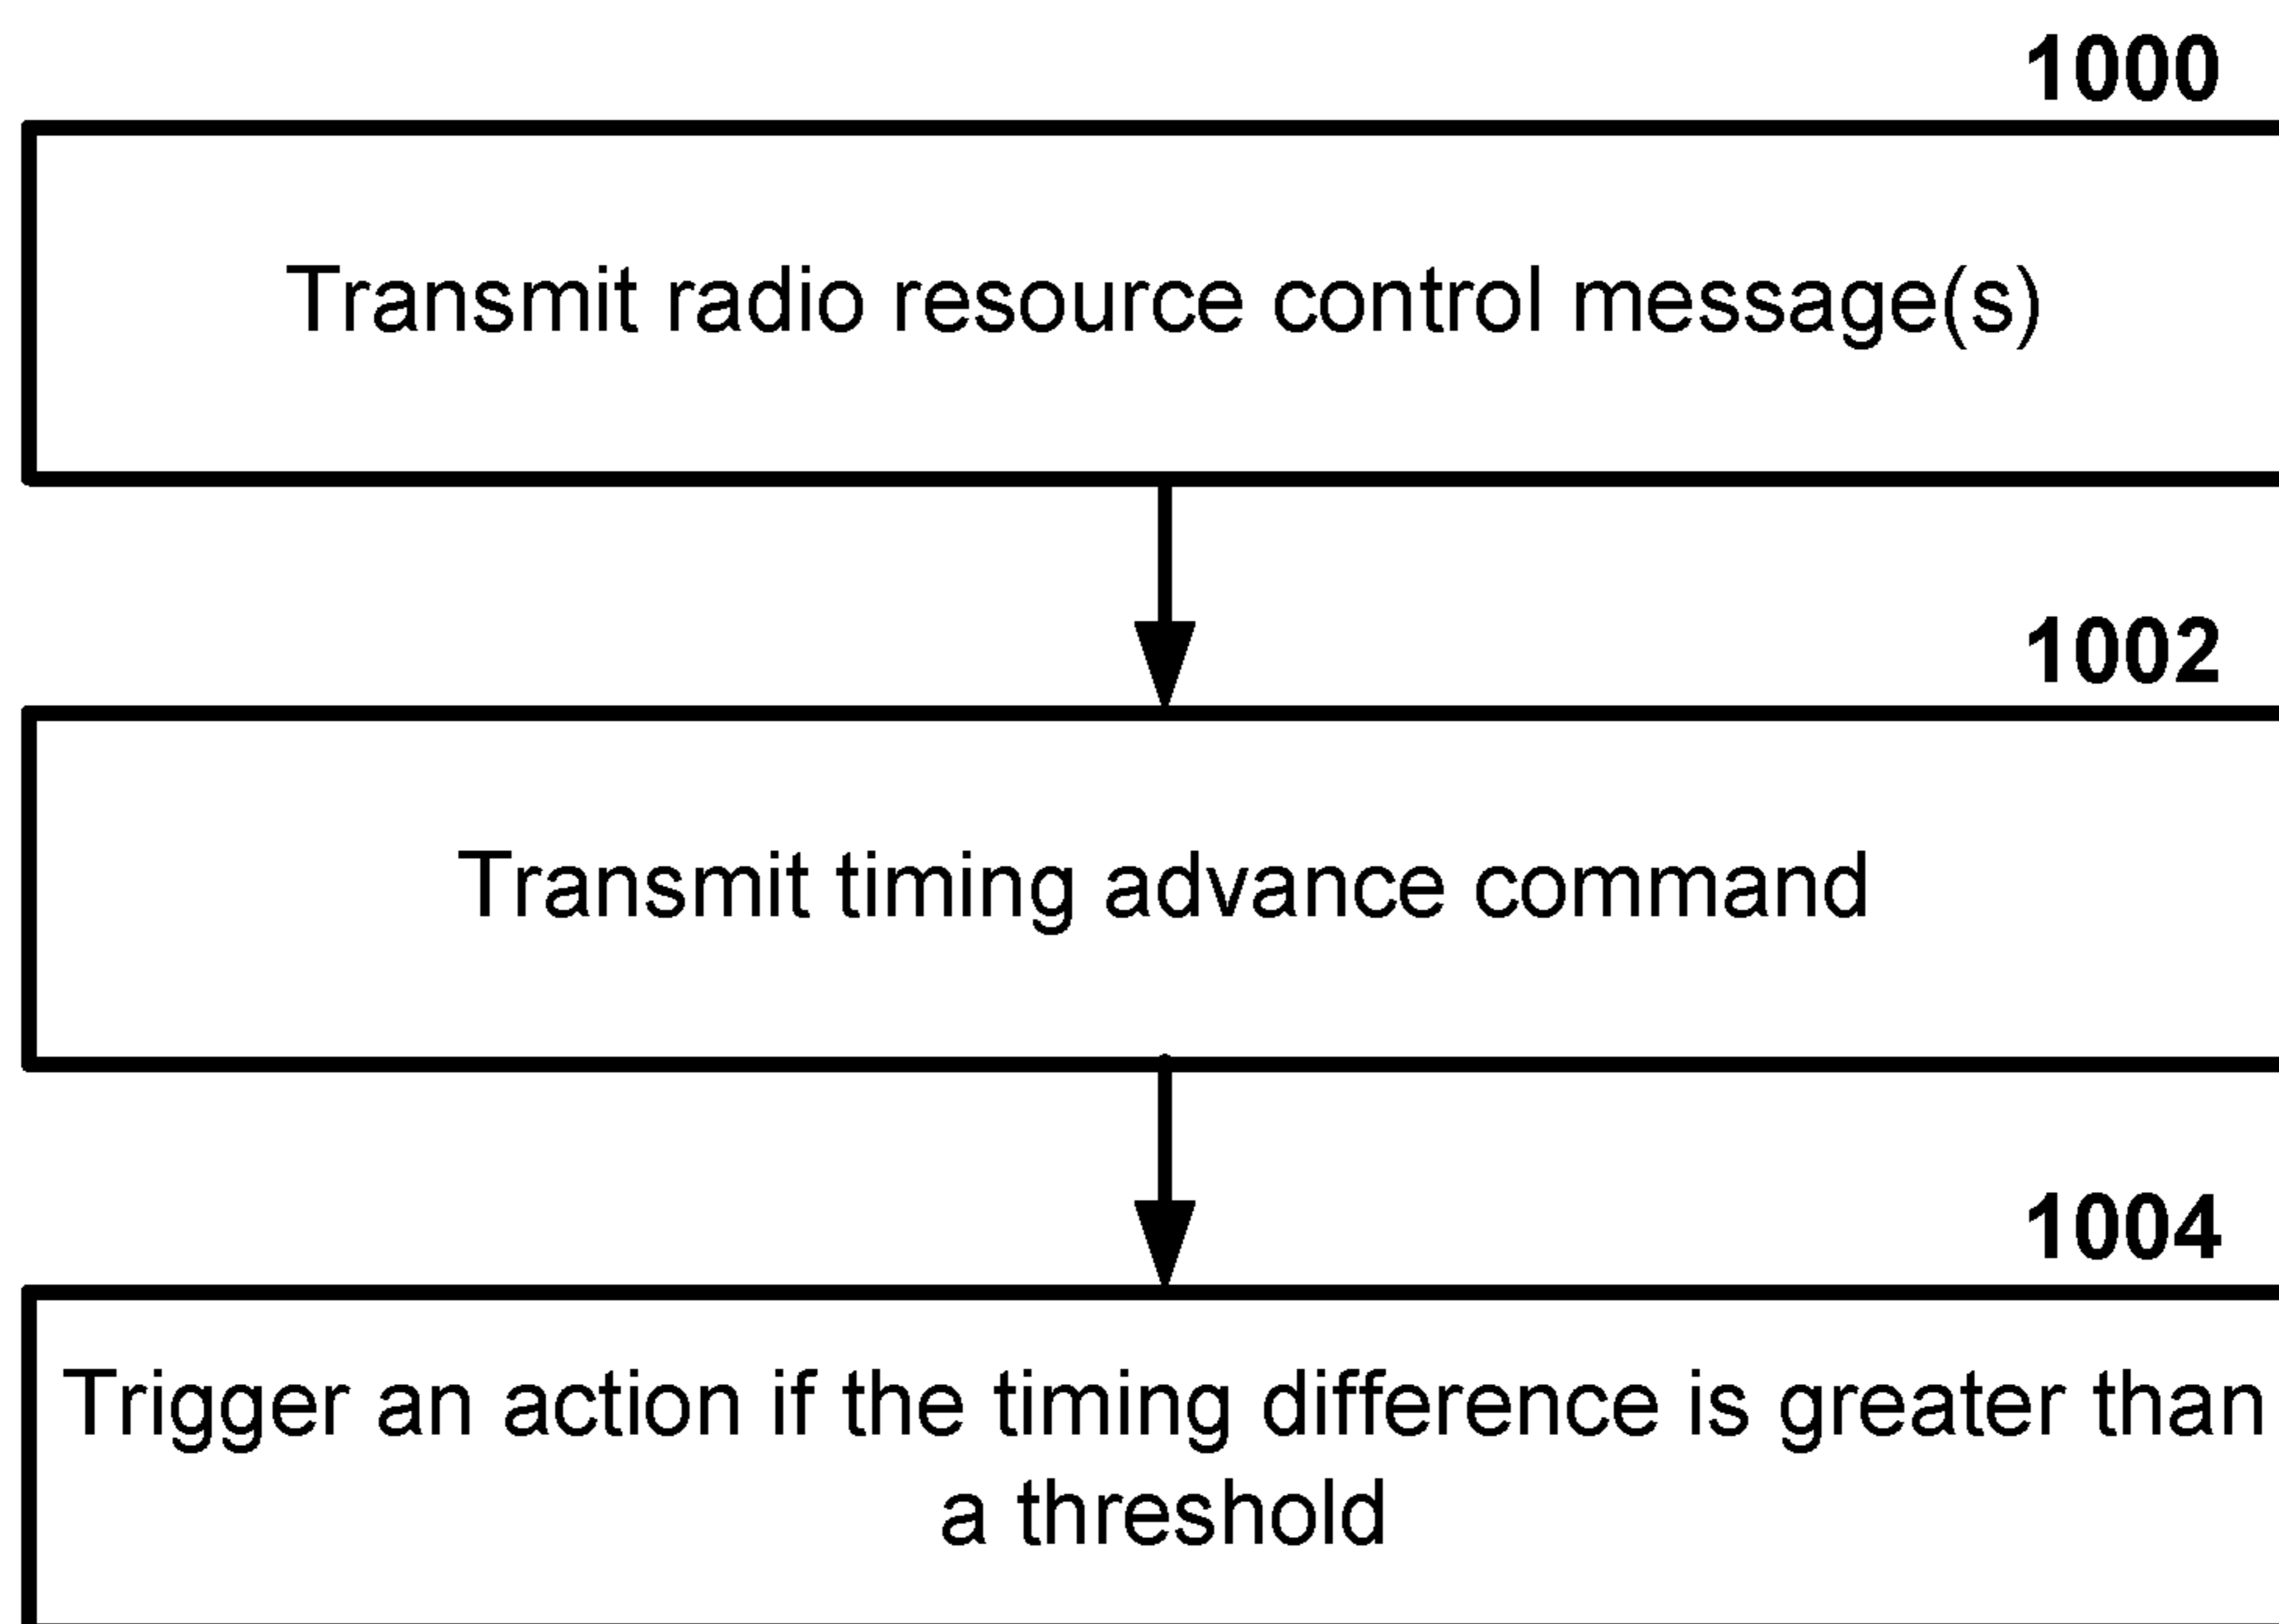 1000
Transmit radio resource control message(s)
1002
Transmit timing advance command
1004
Trigger an action if the timing difference is greater than
a threshold